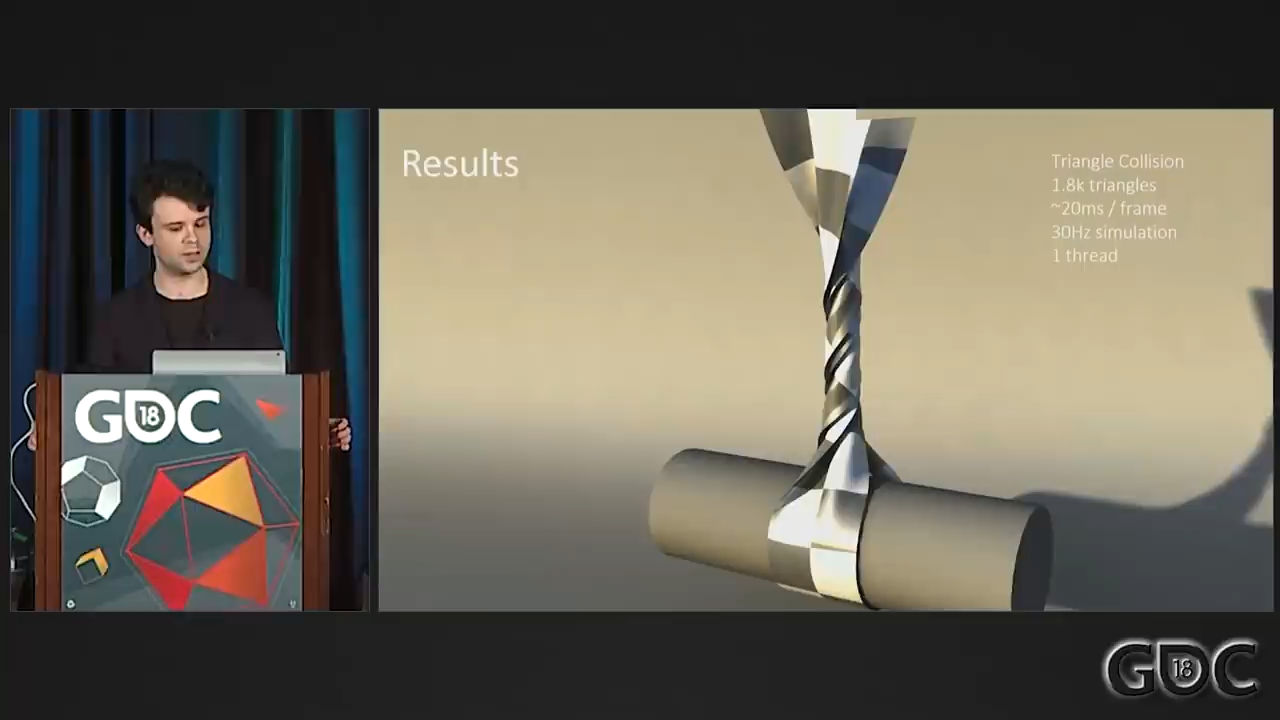 Results
Triangle Collision
1.8k triangles
~20ms / frame
30Hz simulation
1 thread
GDC
18
GDC
18